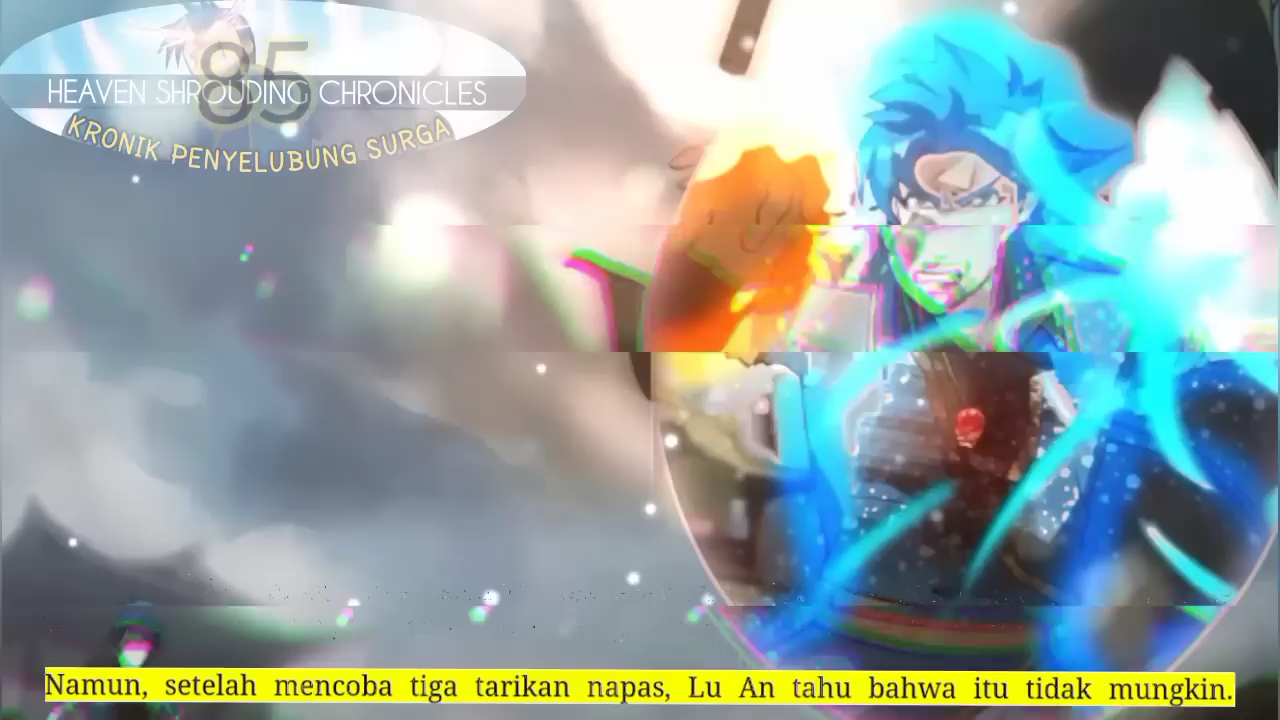 85
HEAVEN SHROUDING CHRONICLES
KRONIK PENYELUBUNG SURGA
Namun, setelah mencoba tiga tarikan napas, Lu An tahu bahwa itu tidak mungkin.